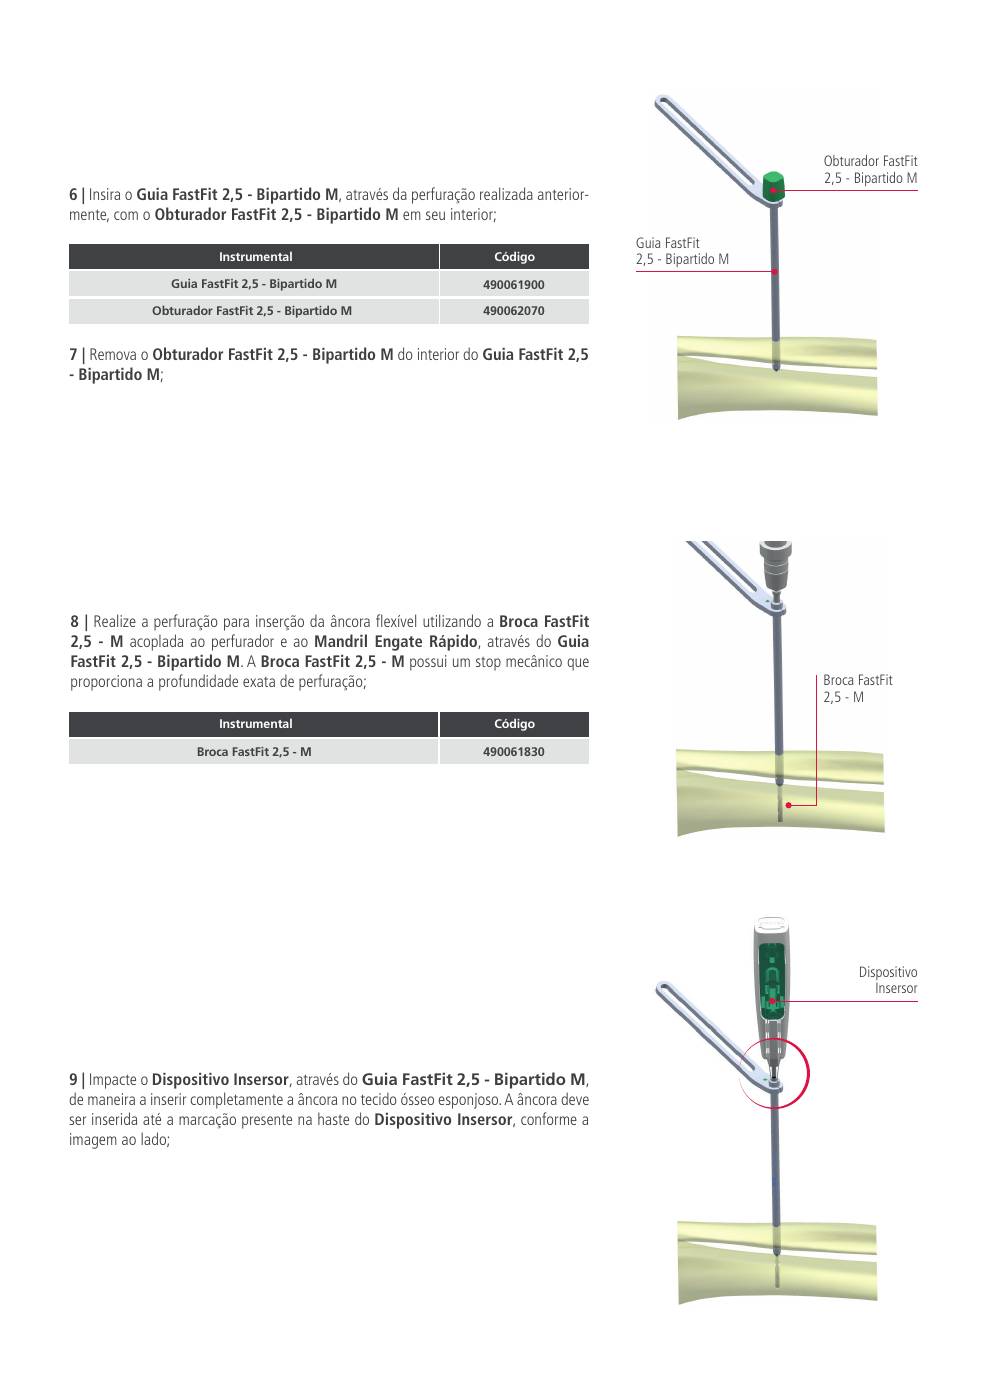 6 | Insira o Guia FastFit 2,5 - Bipartido M, através da perfuração realizada anterior-
mente, com o Obturador FastFit 2,5 - Bipartido M em seu interior;
Instrumental Código
Guia FastFit 2,5 - Bipartido M 490061900
Obturador FastFit 2,5 - Bipartido M 490062070
7 | Remova o Obturador FastFit 2,5 - Bipartido M do interior do Guia FastFit 2,5
- Bipartido M;
Obturador FastFit
2,5 - Bipartido M
Guia FastFit
2,5 - Bipartido M
8 | Realize a perfuração para inserção da âncora flexível utilizando a Broca FastFit
2,5 - M acoplada ao perfurador e ao Mandril Engate Rápido, através do Guia
FastFit 2,5 - Bipartido M. A Broca FastFit 2,5 - M possui um stop mecânico que
proporciona a profundidade exata de perfuração;
Instrumental Código
Broca FastFit 2,5 - M 490061830
Broca FastFit
2,5 - M
9 | Impacte o Dispositivo Insersor, através do Guia FastFit 2,5 - Bipartido M,
de maneira a inserir completamente a âncora no tecido ósseo esponjoso. A âncora deve
ser inserida até a marcação presente na haste do Dispositivo Insersor, conforme a
imagem ao lado;
Dispositivo
Insersor